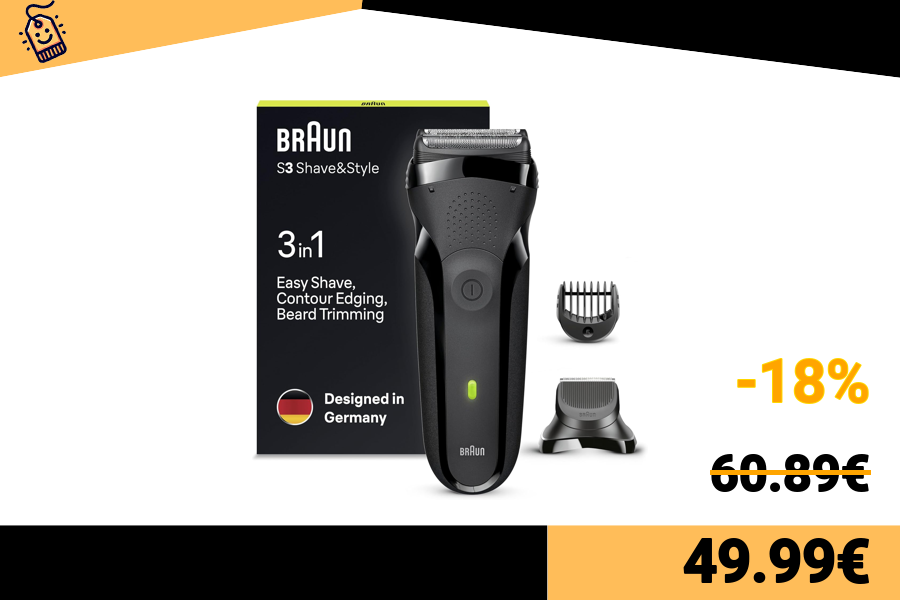 BRAUN
BRAUN
S3 Shave&Style
3in1
Easy Shave,
Contour Edging,
Beard Trimming
Designed in
Germany
BRAUN
BRAUN
-18%
60.89€
49.99€